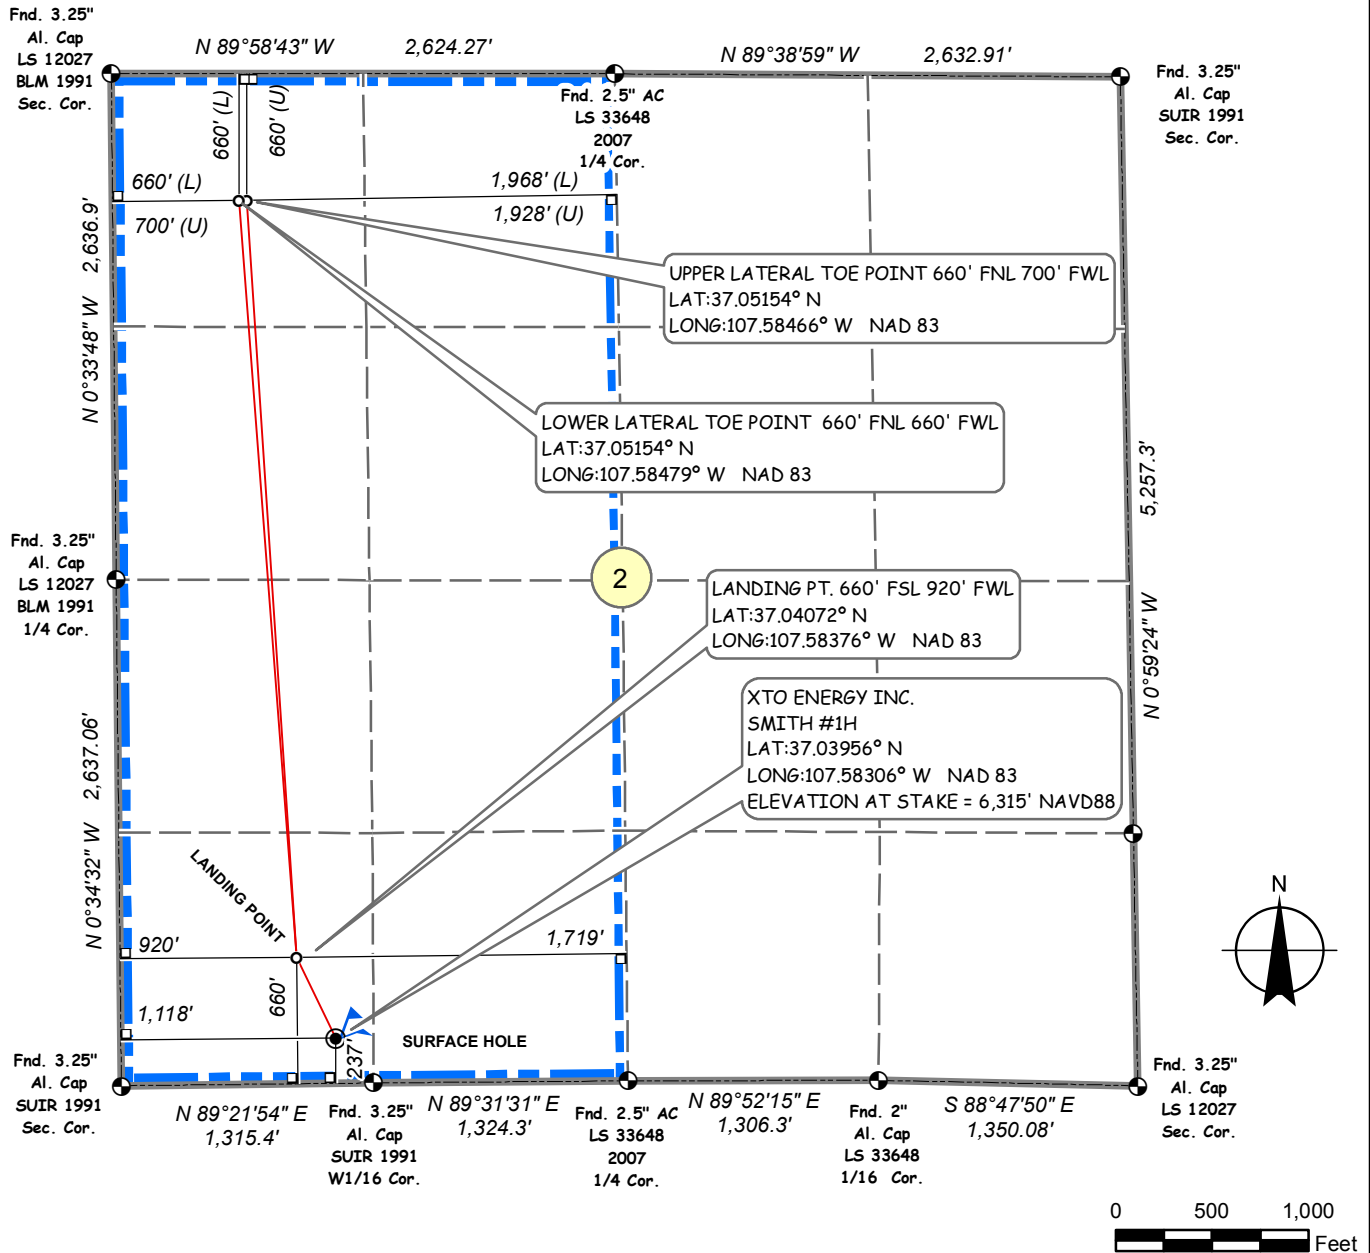 Fnd. 3.25"
Al. Cap
LS 12027
BLM 1991
Sec. Cor.
N 89°58'43" W 2,624.27'
N 89°38'59" W 2,632.91'
Fnd. 3.25"
Al. Cap
SUIR 1991
Sec. Cor.
Fnd. 2.5" AC
LS 33648
2007
1/4 Cor.
660' (L)
660' (U)
660' (L)
700' (U)
1,968' (L)
1,928' (U)
N 0°33'48" W 2,636.9'
UPPER LATERAL TOE POINT 660' FNL 700' FWL
LAT:37.05154° N
LONG:107.58466° W NAD 83
LOWER LATERAL TOE POINT 660' FNL 660' FWL
LAT:37.05154° N
LONG:107.58479° W NAD 83
5,257.3'
N 0°59'24" W
Fnd. 3.25"
Al. Cap
LS 12027
BLM 1991
1/4 Cor.
2
LANDING PT. 660' FSL 920' FWL
LAT:37.04072° N
LONG:107.58376° W NAD 83
XTO ENERGY INC.
SMITH #1H
LAT:37.03956° N
LONG:107.58306° W NAD 83
ELEVATION AT STAKE = 6,315' NAVD88
N 0°34'32" W 2,637.06'
LANDING POINT
920'
1,719'
660'
1,118'
237'
SURFACE HOLE
N
Fnd. 3.25"
Al. Cap
SUIR 1991
Sec. Cor.
N 89°21'54" E
1,315.4'
Fnd. 3.25"
Al. Cap
SUIR 1991
W1/16 Cor.
N 89°31'31" E
1,324.3'
Fnd. 2.5" AC
LS 33648
2007
1/4 Cor.
N 89°52'15" E
1,306.3'
Fnd. 2"
Al. Cap
LS 33648
1/16 Cor.
S 88°47'50" E
1,350.08'
Fnd. 3.25"
Al. Cap
LS 12027
Sec. Cor.
0 500 1,000
Feet